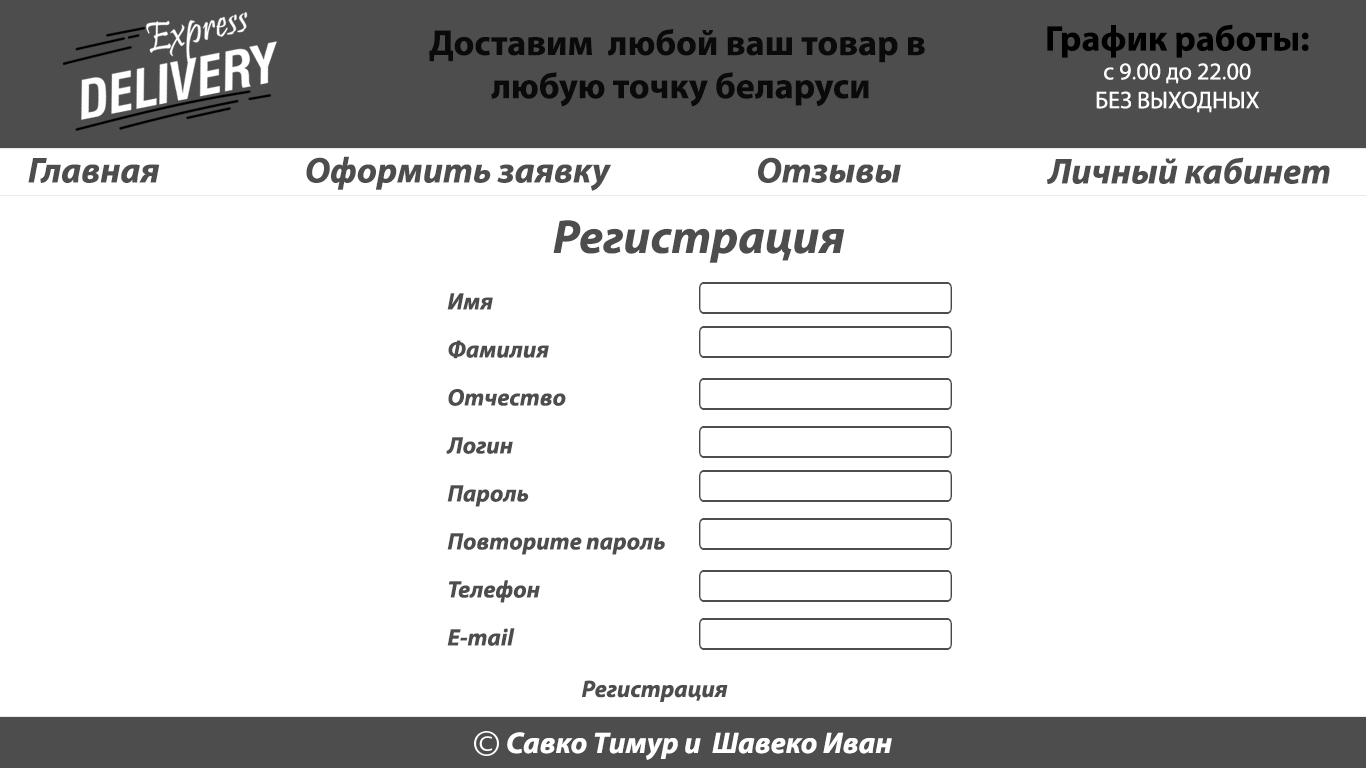 Express
DELIVERY
Доставим любой ваш товар в
любую точку беларуси
График работы:
с 9.00 до 22.00
БЕЗ ВЫХОДНЫХ
Главная Оформить заявку Отзывы Личный кабинет
Регистрация
Имя
Фамилия
Отчество
Логин
Пароль
Повторите пароль
Телефон
E-mail
Регистрация
© Савко Тимур и Шавеко Иван